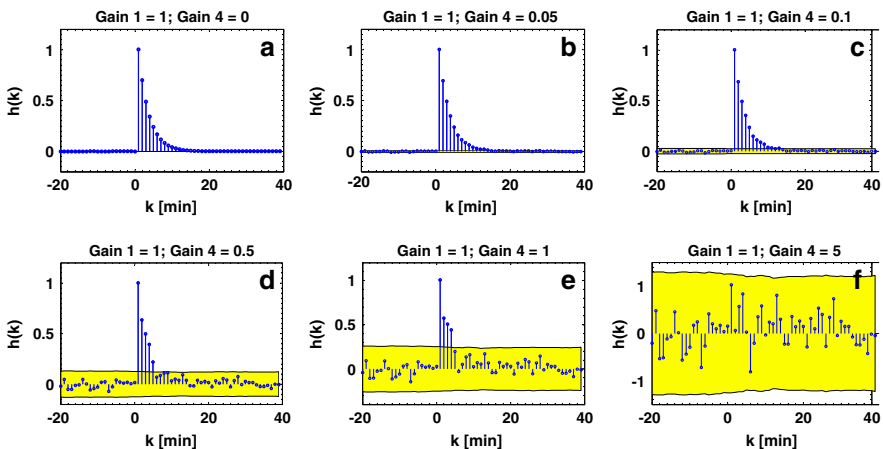 Gain 1 = 1; Gain 4 = 0
a
1
0.5
0
h(k)
-20 0 20 40
k [min]
Gain 1 = 1; Gain 4 = 0.05
b
1
0.5
0
h(k)
-20 0 20 40
k [min]
Gain 1 = 1; Gain 4 = 0.1
c
1
0.5
0
h(k)
-20 0 20 40
k [min]
Gain 1 = 1; Gain 4 = 0.5
d
1
0.5
0
h(k)
-20 0 20 40
k [min]
Gain 1 = 1; Gain 4 = 1
e
1
0.5
0
h(k)
-20 0 20 40
k [min]
Gain 1 = 1; Gain 4 = 5
f
1
0
-1
h(k)
-20 0 20 40
k [min]